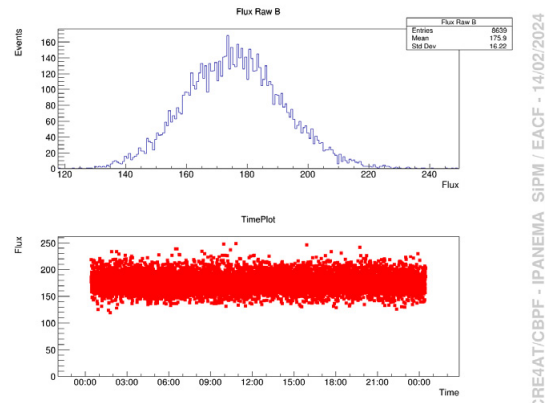 Flux Raw B
Flux Raw B
Entries 8639
Mean 175.9
Std Dev 16.22
Events
160
140
120
100
80
60
40
20
0
120 140 160 180 200 220 240
Flux
TimePlot
Flux
250
200
150
100
50
0
00:00 03:00 06:00 09:00 12:00 15:00 18:00 21:00 00:00
Time
CRE4AT/CBPF - IPANEMA SiPM / EACF - 14/02/2024